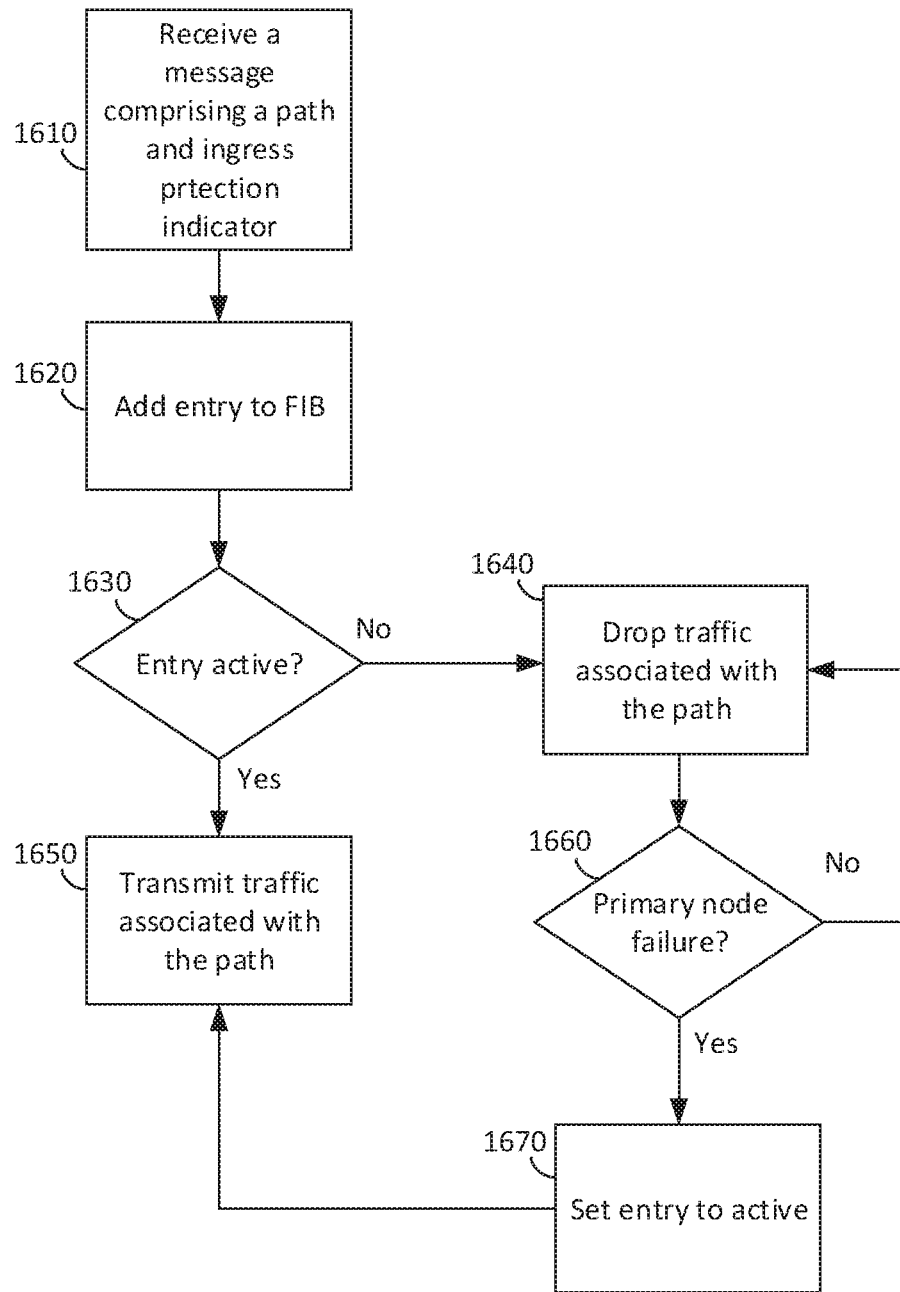 Receive a
message
comprising a path
and ingress
prtection
indicator
1610
1620
Add entry to FIB
1630
Entry active?
No
Yes
1640
Drop traffic
associated with
the path
1650
Transmit traffic
associated with
the path
1660
Primary node
failure?
No
Yes
1670
Set entry to active